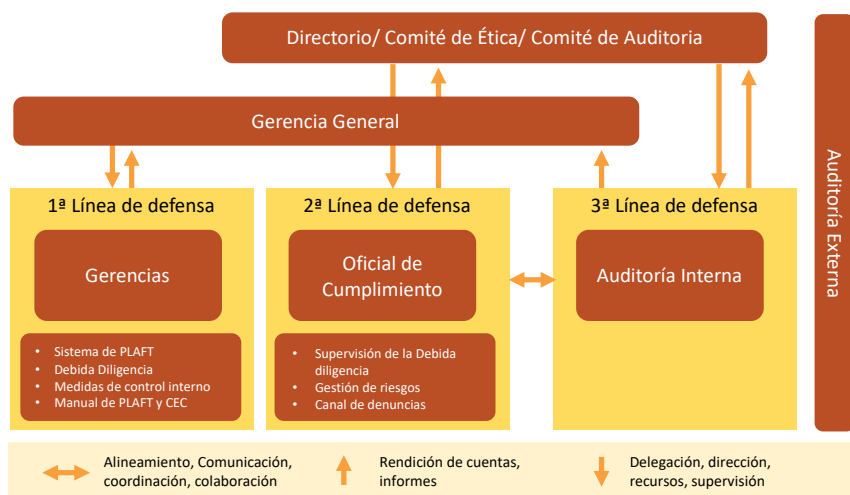 Directorio/ Comité de Ética/ Comité de Auditoria
Gerencia General
Auditoría Externa
1ª Línea de defensa
Gerencias
• Sistema de PLAFT
• Debida Diligencia
• Medidas de control interno
• Manual de PLAFT y CEC
2ª Línea de defensa
Oficial de
Cumplimiento
• Supervisión de la Debida
diligencia
• Gestión de riesgos
• Canal de denuncias
3ª Línea de defensa
Auditoría Interna
Alineamiento, Comunicación,
coordinación, colaboración
Rendición de cuentas,
informes
Delegación, dirección,
recursos, supervisión